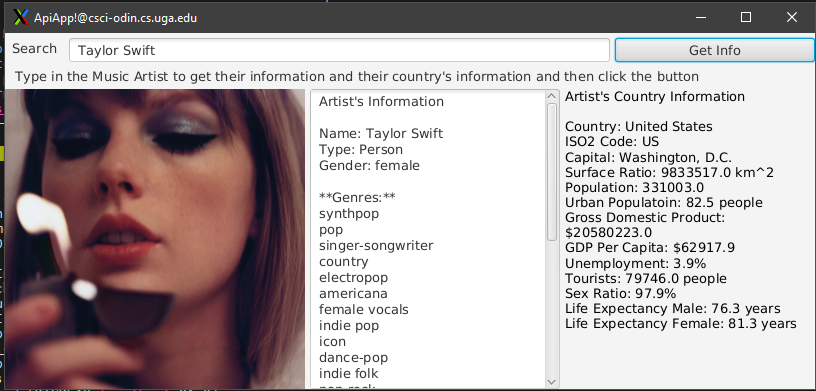 ApiApp!@csci-odin.cs.uga.edu
Search
Taylor Swift
Get Info
Type in the Music Artist to get their information and their country's information and then click the button
Artist's Information
Name: Taylor Swift
Type: Person
Gender: female
**Genres:**
synthpop
pop
singer-songwriter
country
electropop
americana
female vocals
indie pop
icon
dance-pop
indie folk
pop rock
Artist's Country Information
Country: United States
ISO2 Code: US
Capital: Washington, D.C.
Surface Ratio: 9833517.0 km^2
Population: 331003.0
Urban Populatoin: 82.5 people
Gross Domestic Product:
$20580223.0
GDP Per Capita: $62917.9
Unemployment: 3.9%
Tourists: 79746.0 people
Sex Ratio: 97.9%
Life Expectancy Male: 76.3 years
Life Expectancy Female: 81.3 years